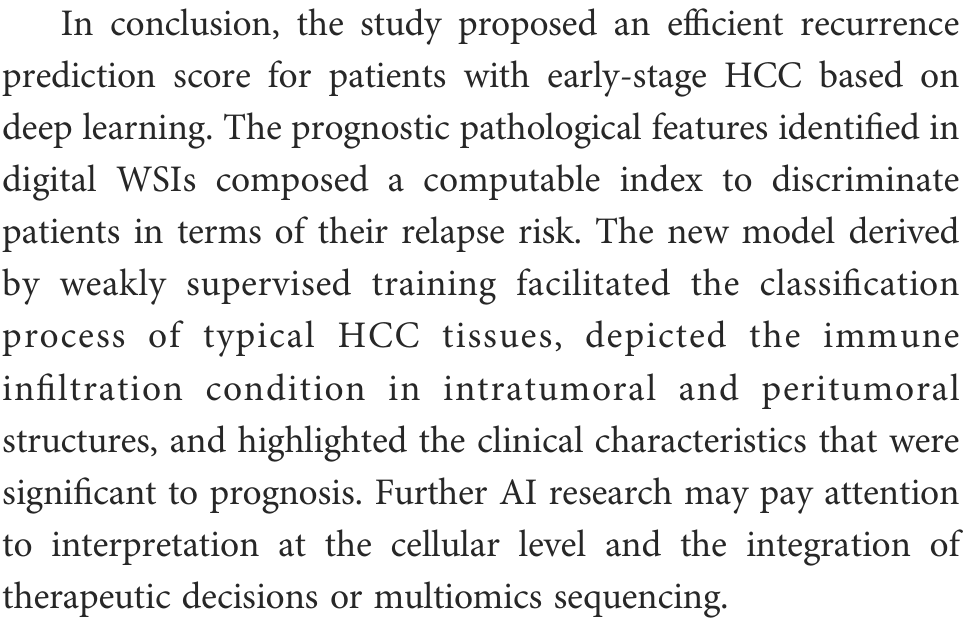 In conclusion, the study proposed an efficient recurrence
prediction score for patients with early-stage HCC based on
deep learning. The prognostic pathological features identified in
digital WSIs composed a computable index to discriminate
patients in terms of their relapse risk. The new model derived
by weakly supervised training facilitated the classification
process of typical HCC tissues, depicted the immune
infiltration condition in intratumoral and peritumoral
structures, and highlighted the clinical characteristics that were
significant to prognosis. Further AI research may pay attention
to interpretation at the cellular level and the integration of
therapeutic decisions or multiomics sequencing.